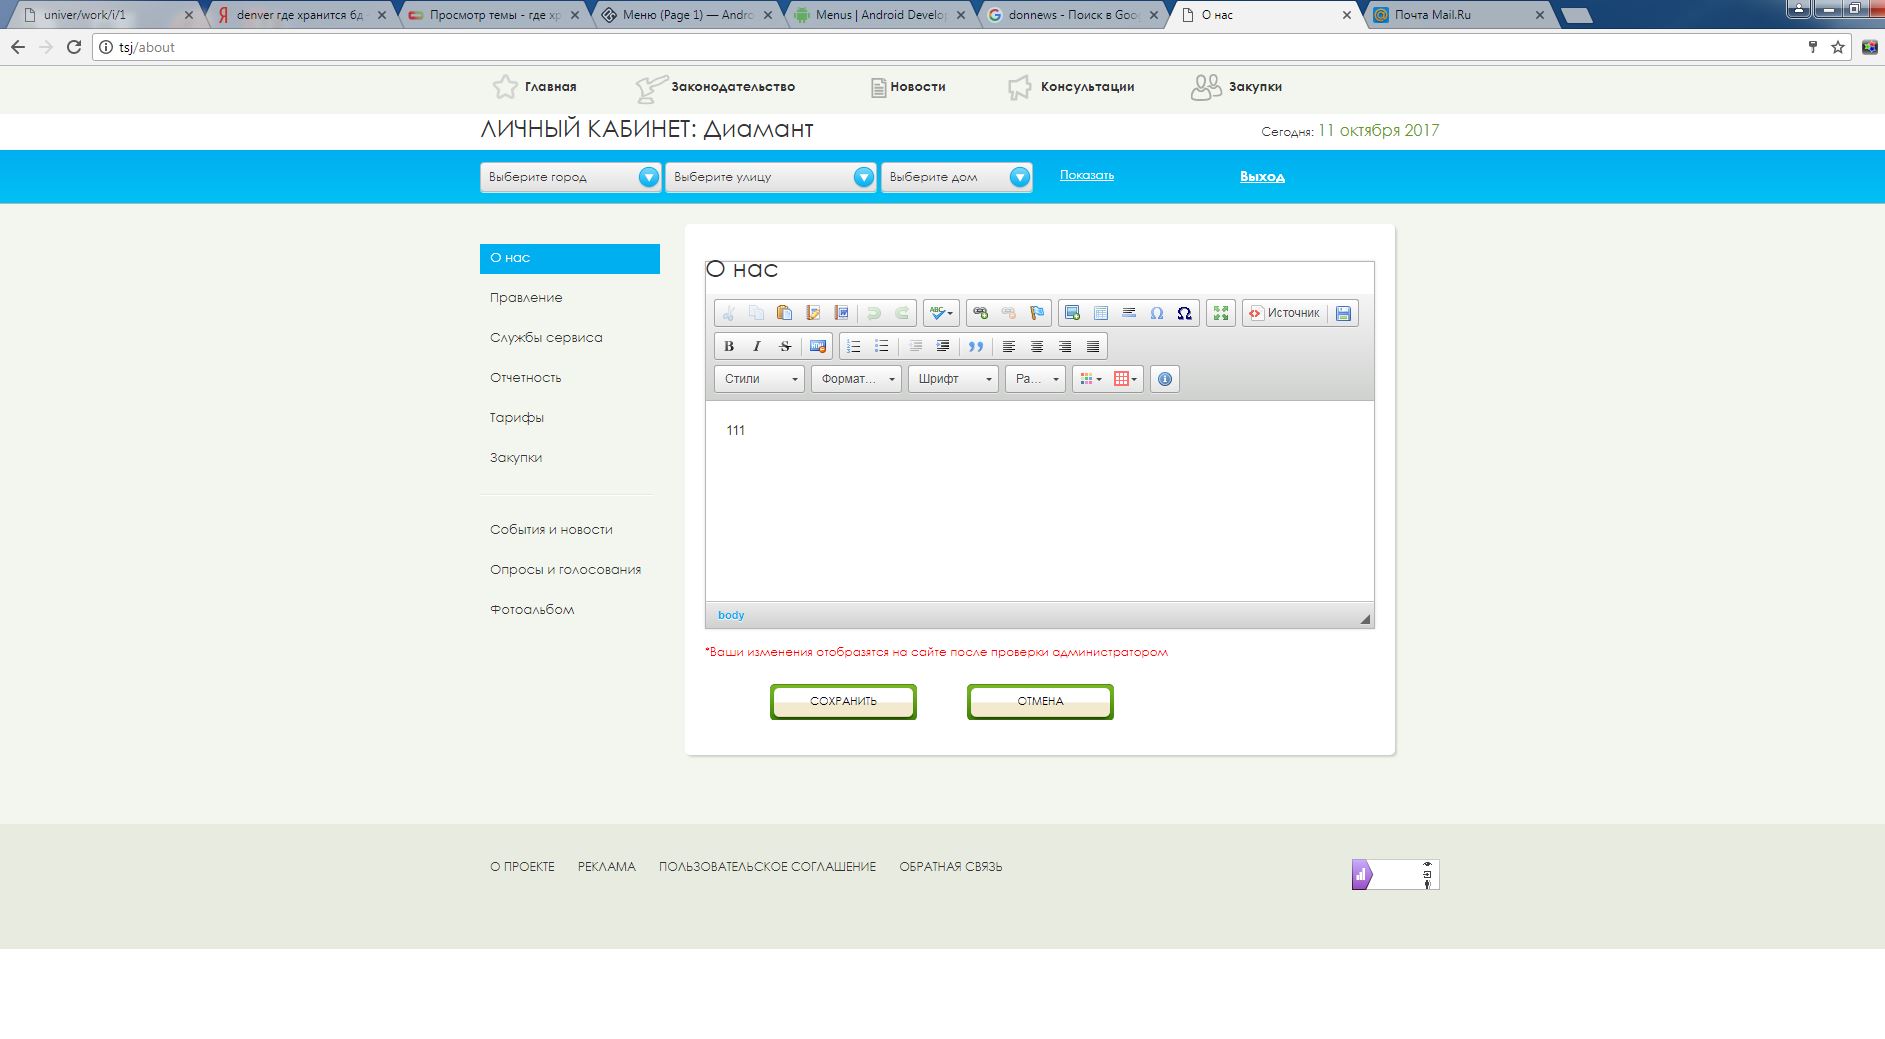 univer/work/i/1
denver где хранится бд
Просмотр темы - где хр
Меню (Page 1) — Andro
Menus | Android Develop
donnews - Поиск в Goo
О нас
Почта Mail.Ru
tsj/about
Главная
Законодательство
Новости
Консультации
Закупки
ЛИЧНЫЙ КАБИНЕТ: Диамант
Сегодня: 11 октября 2017
Выберите город
Выберите улицу
Выберите дом
Показать
Выход
О нас
Правление
Службы сервиса
Отчетность
Тарифы
Закупки
События и новости
Опросы и голосования
Фотоальбом
О нас
Источник
B I S
Стили
Формат...
Шрифт
Ра...
111
body
*Ваши изменения отобразятся на сайте после проверки администратором
СОХРАНИТЬ
ОТМЕНА
О ПРОЕКТЕ
РЕКЛАМА
ПОЛЬЗОВАТЕЛЬСКОЕ СОГЛАШЕНИЕ
ОБРАТНАЯ СВЯЗЬ